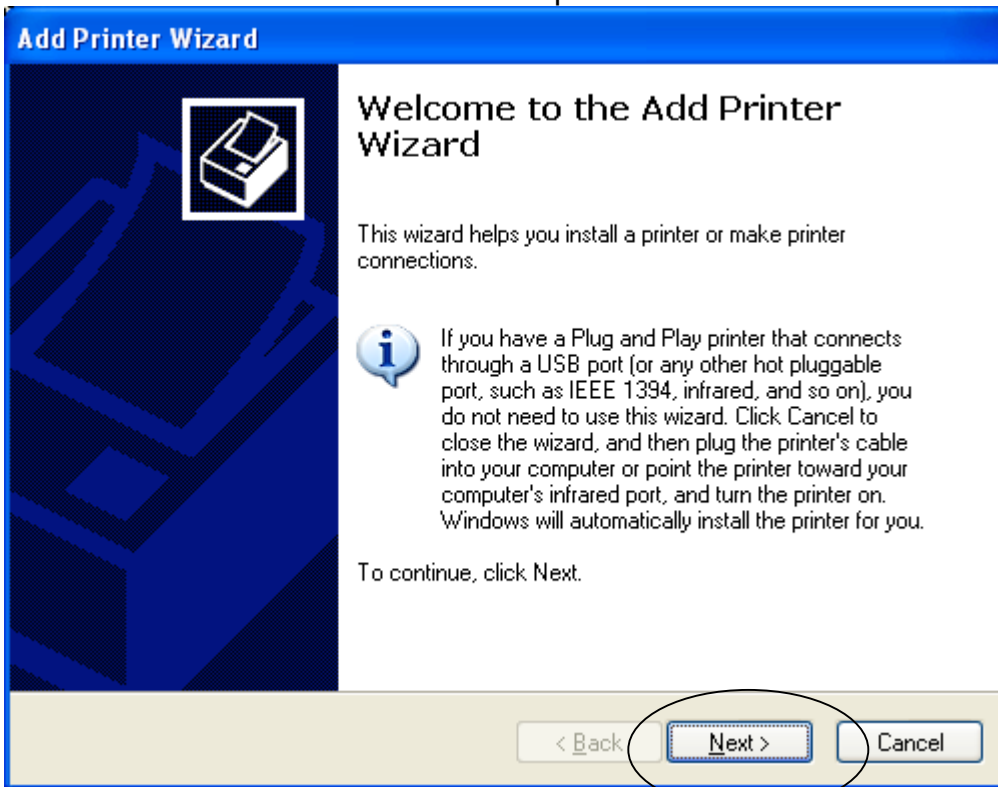 Add Printer Wizard
Welcome to the Add Printer
Wizard
This wizard helps you install a printer or make printer
connections.
If you have a Plug and Play printer that connects
through a USB port (or any other hot pluggable
port, such as IEEE 1394, infrared, and so on), you
do not need to use this wizard. Click Cancel to
close the wizard, and then plug the printer's cable
into your computer or point the printer toward your
computer's infrared port, and turn the printer on.
Windows will automatically install the printer for you.
To continue, click Next.
< Back Next > Cancel